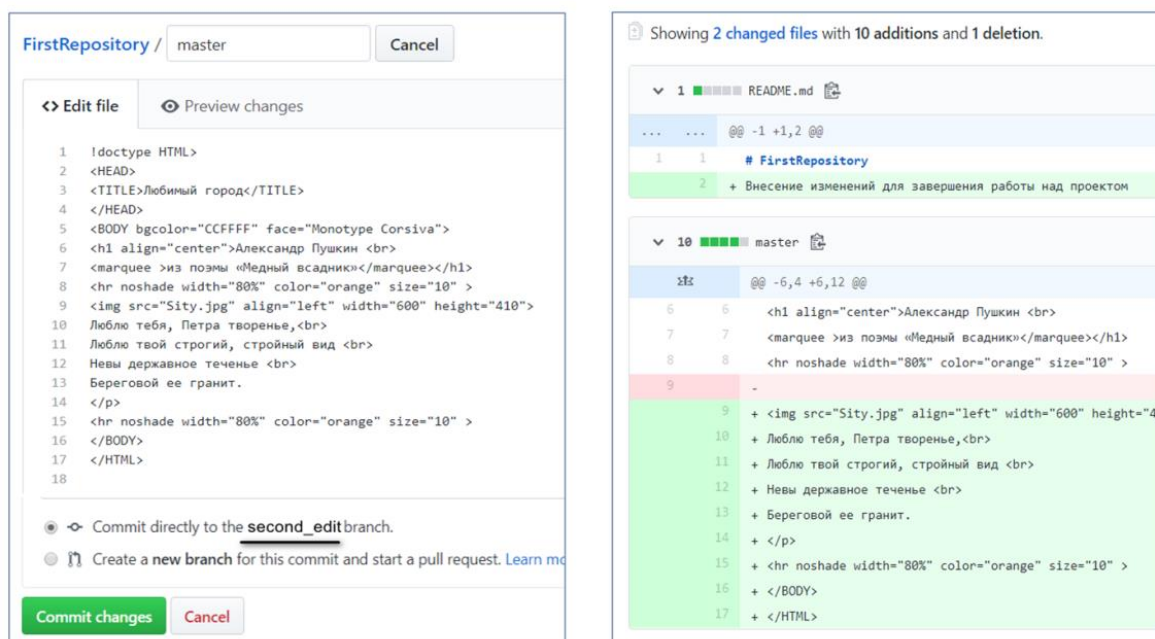 FirstRepository / master Cancel
<> Edit file Preview changes
1 !doctype HTML>
2 <HEAD>
3 <TITLE>Любимый город</TITLE>
4 </HEAD>
5 <BODY bgcolor="CCFFFF" face="Monotype Corsiva">
6 <h1 align="center">Александр Пушкин <br>
7 <marquee >из поэмы «Медный всадник»</marquee></h1>
8 <hr noshade width="80%" color="orange" size="10" >
9 <img src="Sity.jpg" align="left" width="600" height="410">
10 Люблю тебя, Петра творенье,<br>
11 Люблю твой строгий, стройный вид <br>
12 Невы державное теченье <br>
13 Береговой ее гранит.
14 </p>
15 <hr noshade width="80%" color="orange" size="10" >
16 </BODY>
17 </HTML>
18
Commit directly to the second_edit branch.
Create a new branch for this commit and start a pull request. Learn mo
Commit changes Cancel
Showing 2 changed files with 10 additions and 1 deletion.
1 README.md
... ... @@ -1 +1,2 @@
1 1 # FirstRepository
2 + Внесение изменений для завершения работы над проектом
10 master
@@ -6,4 +6,12 @@
6 6 <h1 align="center">Александр Пушкин <br>
7 7 <marquee >из поэмы «Медный всадник»</marquee></h1>
8 8 <hr noshade width="80%" color="orange" size="10" >
9 -
9 + <img src="Sity.jpg" align="left" width="600" height="4
10 + Люблю тебя, Петра творенье,<br>
11 + Люблю твой строгий, стройный вид <br>
12 + Невы державное теченье <br>
13 + Береговой ее гранит.
14 + </p>
15 + <hr noshade width="80%" color="orange" size="10" >
16 + </BODY>
17 + </HTML>